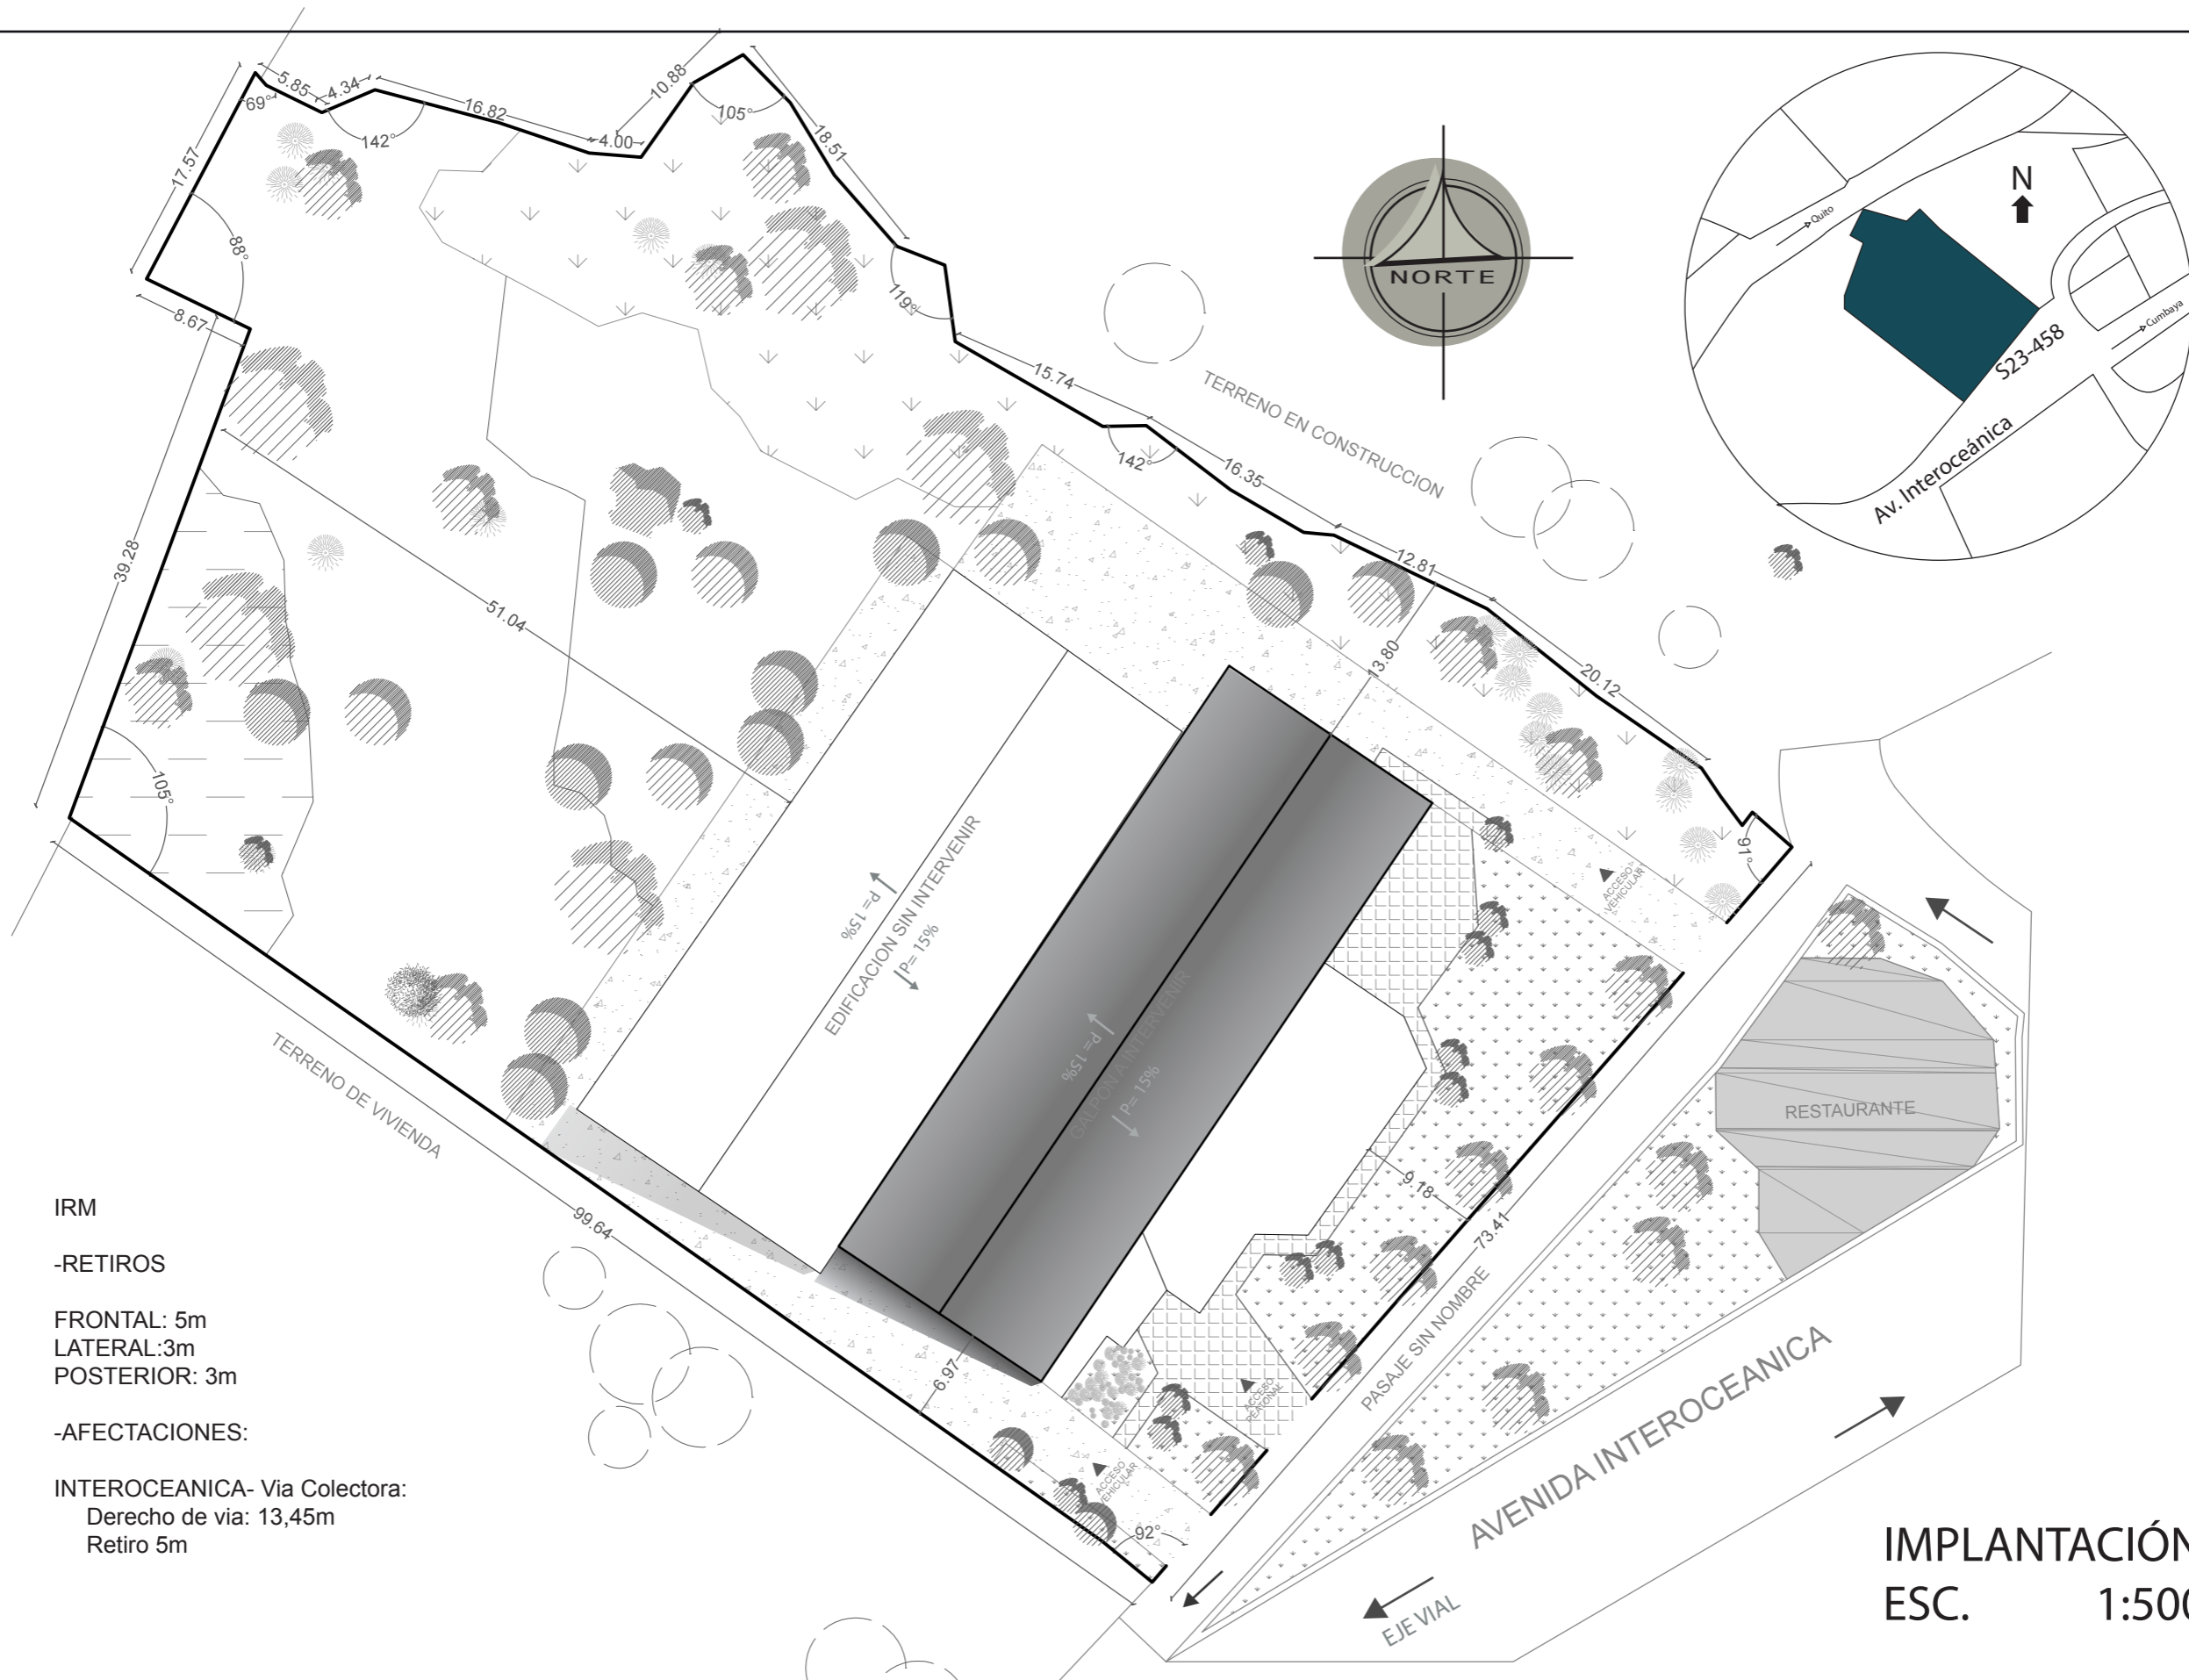 5.85
4.34
16.82
4.00
10.88
69°
142°
105°
18.51
17.57
88°
8.67
119°
15.74
142°
16.35
12.81
20.12
13.80
39.28
51.04
105°
91°
99.64
6.97
92°
9.18
73.41
NORTE
N
Quito
Cumbaya
S23-458
Av. Interoceánica
TERRENO EN CONSTRUCCION
TERRENO DE VIVIENDA
EDIFICACION SIN INTERVENIR
P= 15%
P= 15%
GALPON A INTERVENIR
P= 15%
P= 15%
ACCESO
VEHICULAR
ACCESO
PEATONAL
ACCESO
VEHICULAR
RESTAURANTE
PASAJE SIN NOMBRE
AVENIDA INTEROCEANICA
EJE VIAL
IRM
-RETIROS
FRONTAL: 5m
LATERAL:3m
POSTERIOR: 3m
-AFECTACIONES:
INTEROCEANICA- Via Colectora:
Derecho de via: 13,45m
Retiro 5m
IMPLANTACIÓN
ESC. 1:500